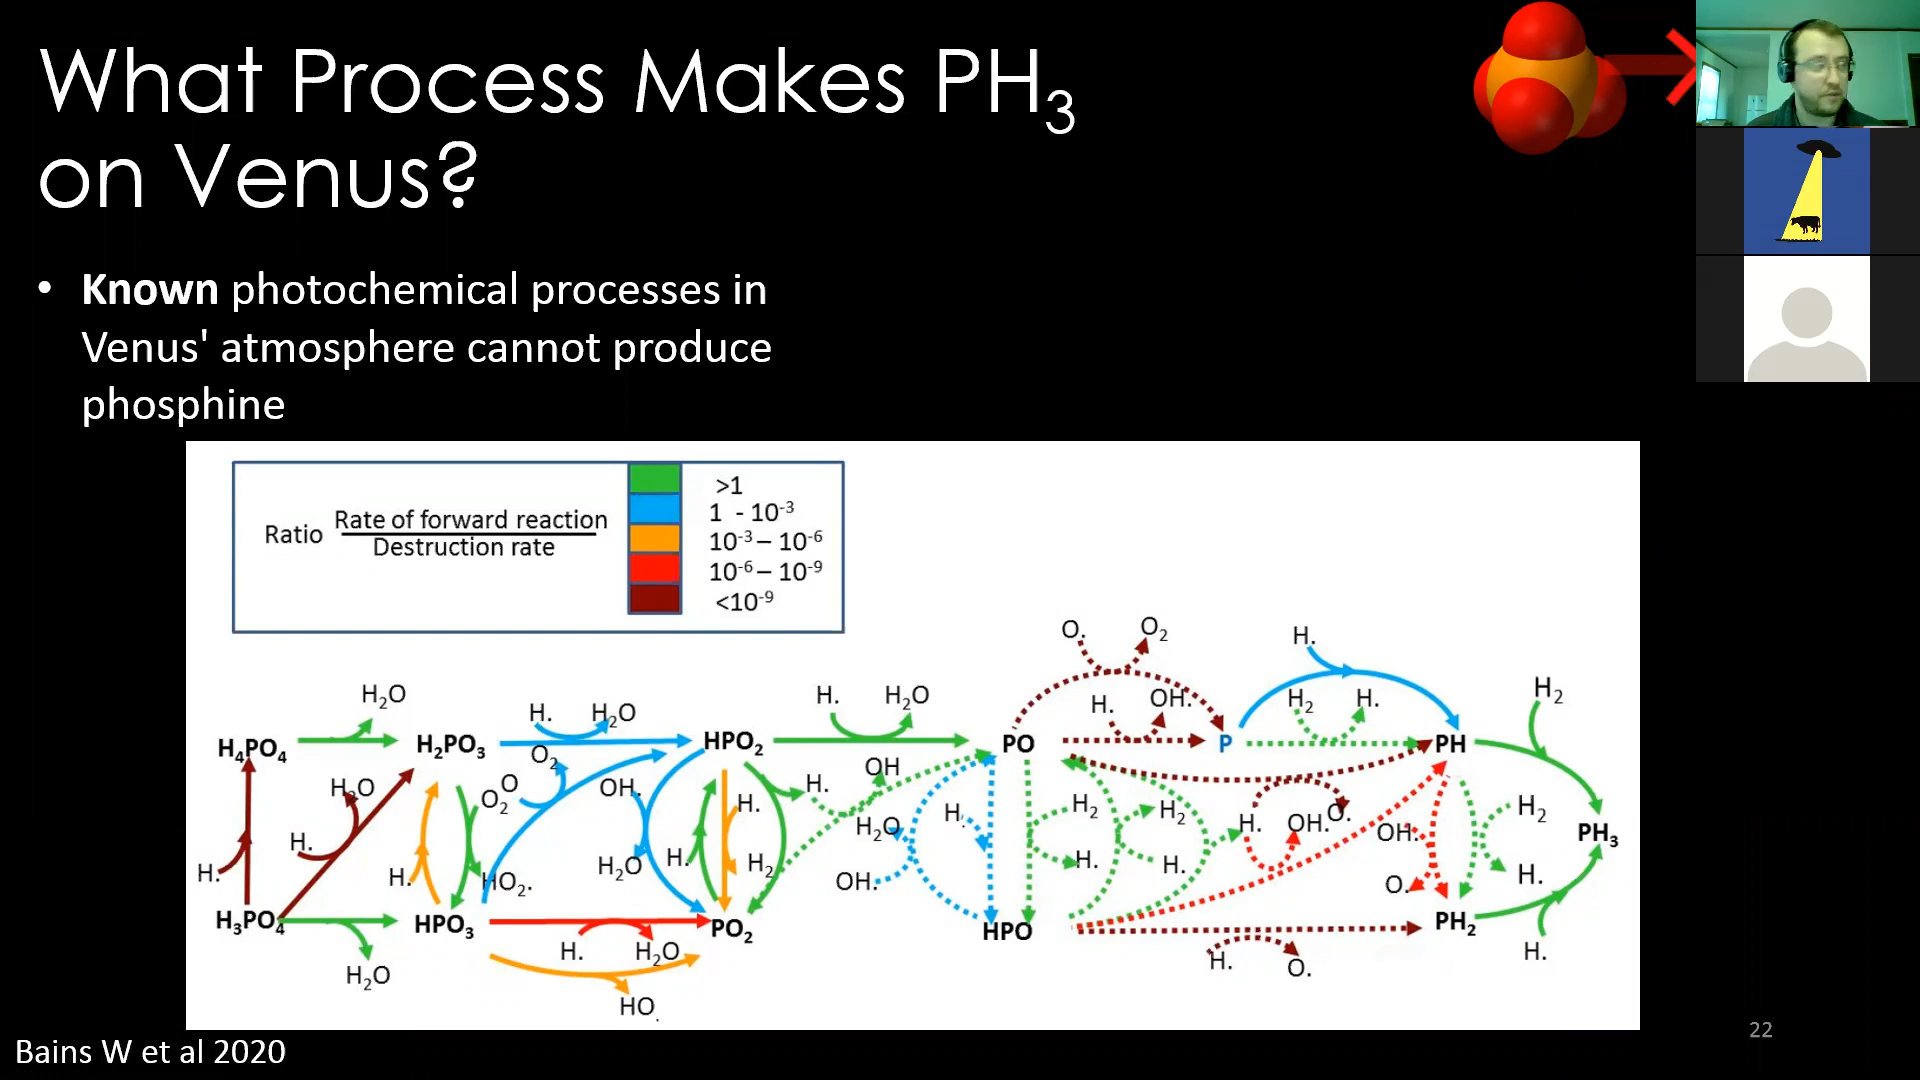 What Process Makes PH₃
on Venus?
• Known photochemical processes in
Venus' atmosphere cannot produce
phosphine
Ratio
Rate of forward reaction
Destruction rate
>1
1 - 10⁻³
10⁻³ – 10⁻⁶
10⁻⁶ – 10⁻⁹
<10⁻⁹
O.
O₂
H.
H₂O
H.
H₂O
H.
H₂O
H.
OH.
H₂
H.
H₂
H₄PO₄
H₂PO₃
HPO₂
PO
P
PH
O₂
H₂O
O
O₂
OH.
H.
H.
OH
H₂O
H.
H₂
H₂
H.
OH.
O.
OH.
H₂
PH₃
H.
H.
H.
HO₂.
H₂O
H.
H₂
OH.
H.
H.
O.
H.
H₃PO₄
HPO₃
PO₂
HPO
PH₂
H₂O
H.
H₂O
H.
O.
H.
HO.
Bains W et al 2020
22